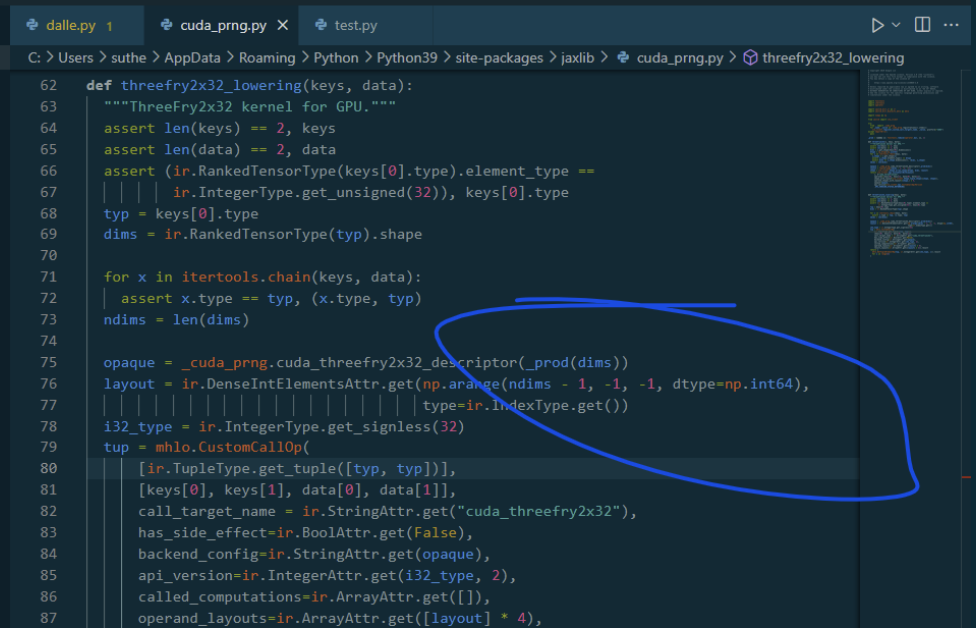 dalle.py 1 cuda_prng.py test.py
C: > Users > suthe > AppData > Roaming > Python > Python39 > site-packages > jaxlib > cuda_prng.py > threefry2x32_lowering
62 def threefry2x32_lowering(keys, data):
63 """ThreeFry2x32 kernel for GPU."""
64 assert len(keys) == 2, keys
65 assert len(data) == 2, data
66 assert (ir.RankedTensorType(keys[0].type).element_type ==
67 ir.IntegerType.get_unsigned(32)), keys[0].type
68 typ = keys[0].type
69 dims = ir.RankedTensorType(typ).shape
70
71 for x in itertools.chain(keys, data):
72 assert x.type == typ, (x.type, typ)
73 ndims = len(dims)
74
75 opaque = _cuda_prng.cuda_threefry2x32_descriptor(_prod(dims))
76 layout = ir.DenseIntElementsAttr.get(np.arange(ndims - 1, -1, -1, dtype=np.int64),
77 type=ir.IndexType.get())
78 i32_type = ir.IntegerType.get_signless(32)
79 tup = mhlo.CustomCallOp(
80 [ir.TupleType.get_tuple([typ, typ])],
81 [keys[0], keys[1], data[0], data[1]],
82 call_target_name = ir.StringAttr.get("cuda_threefry2x32"),
83 has_side_effect=ir.BoolAttr.get(False),
84 backend_config=ir.StringAttr.get(opaque),
85 api_version=ir.IntegerAttr.get(i32_type, 2),
86 called_computations=ir.ArrayAttr.get([]),
87 operand_layouts=ir.ArrayAttr.get([layout] * 4),